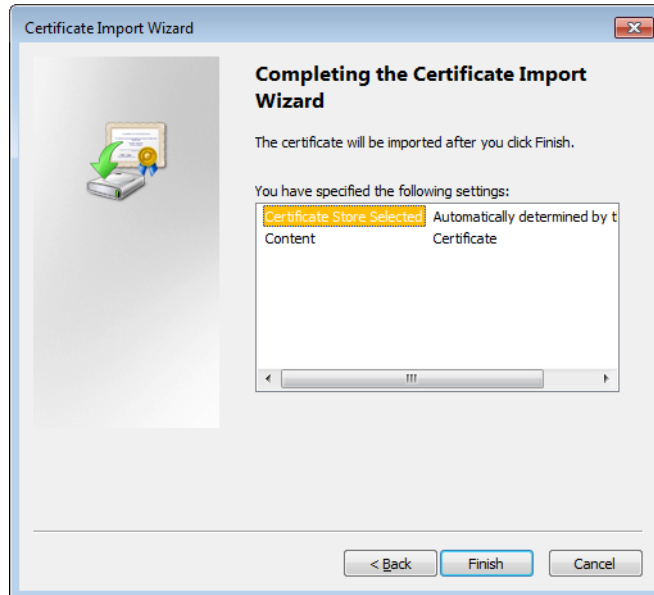 Certificate Import Wizard
Completing the Certificate Import
Wizard
The certificate will be imported after you click Finish.
You have specified the following settings:
Certificate Store Selected Automatically determined by t
Content Certificate
< Back Finish Cancel